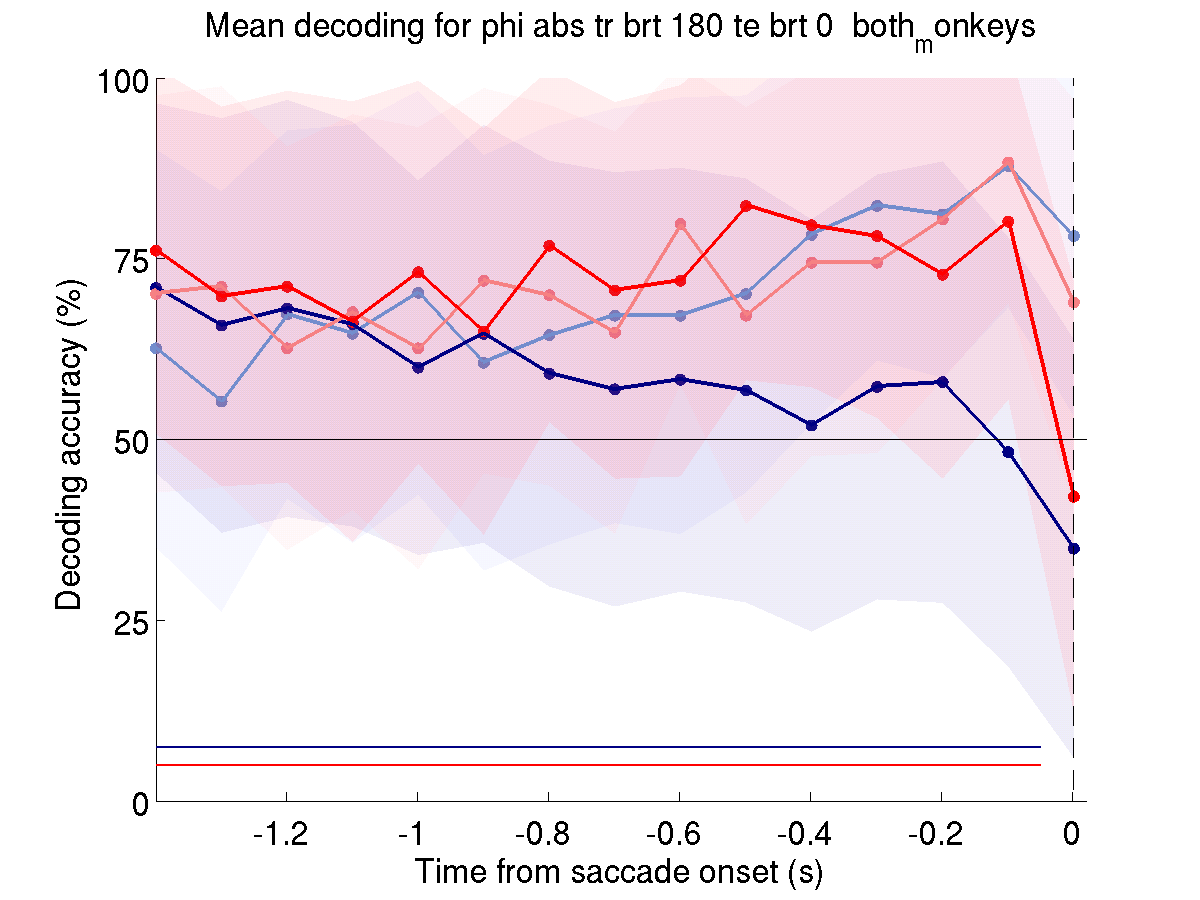 Mean decoding for phi abs tr brt 180 te brt 0  both_monkeys
100
75
50
25
0
Decoding accuracy (%)
-1.2 -1 -0.8 -0.6 -0.4 -0.2 0
Time from saccade onset (s)